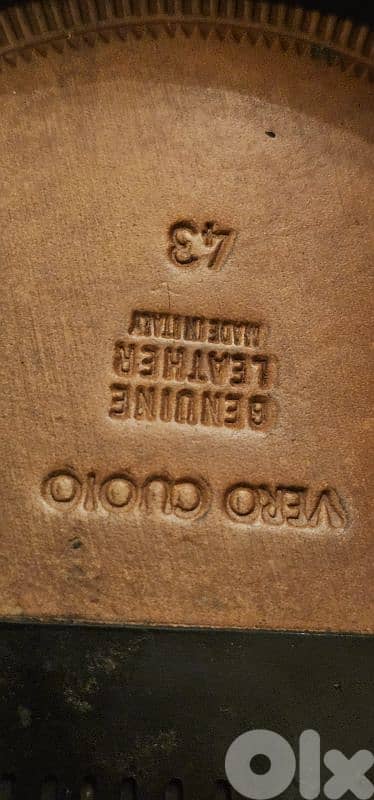 VERO CUOIO
GENUINE
LEATHER
MADE IN ITALY
43
OLX